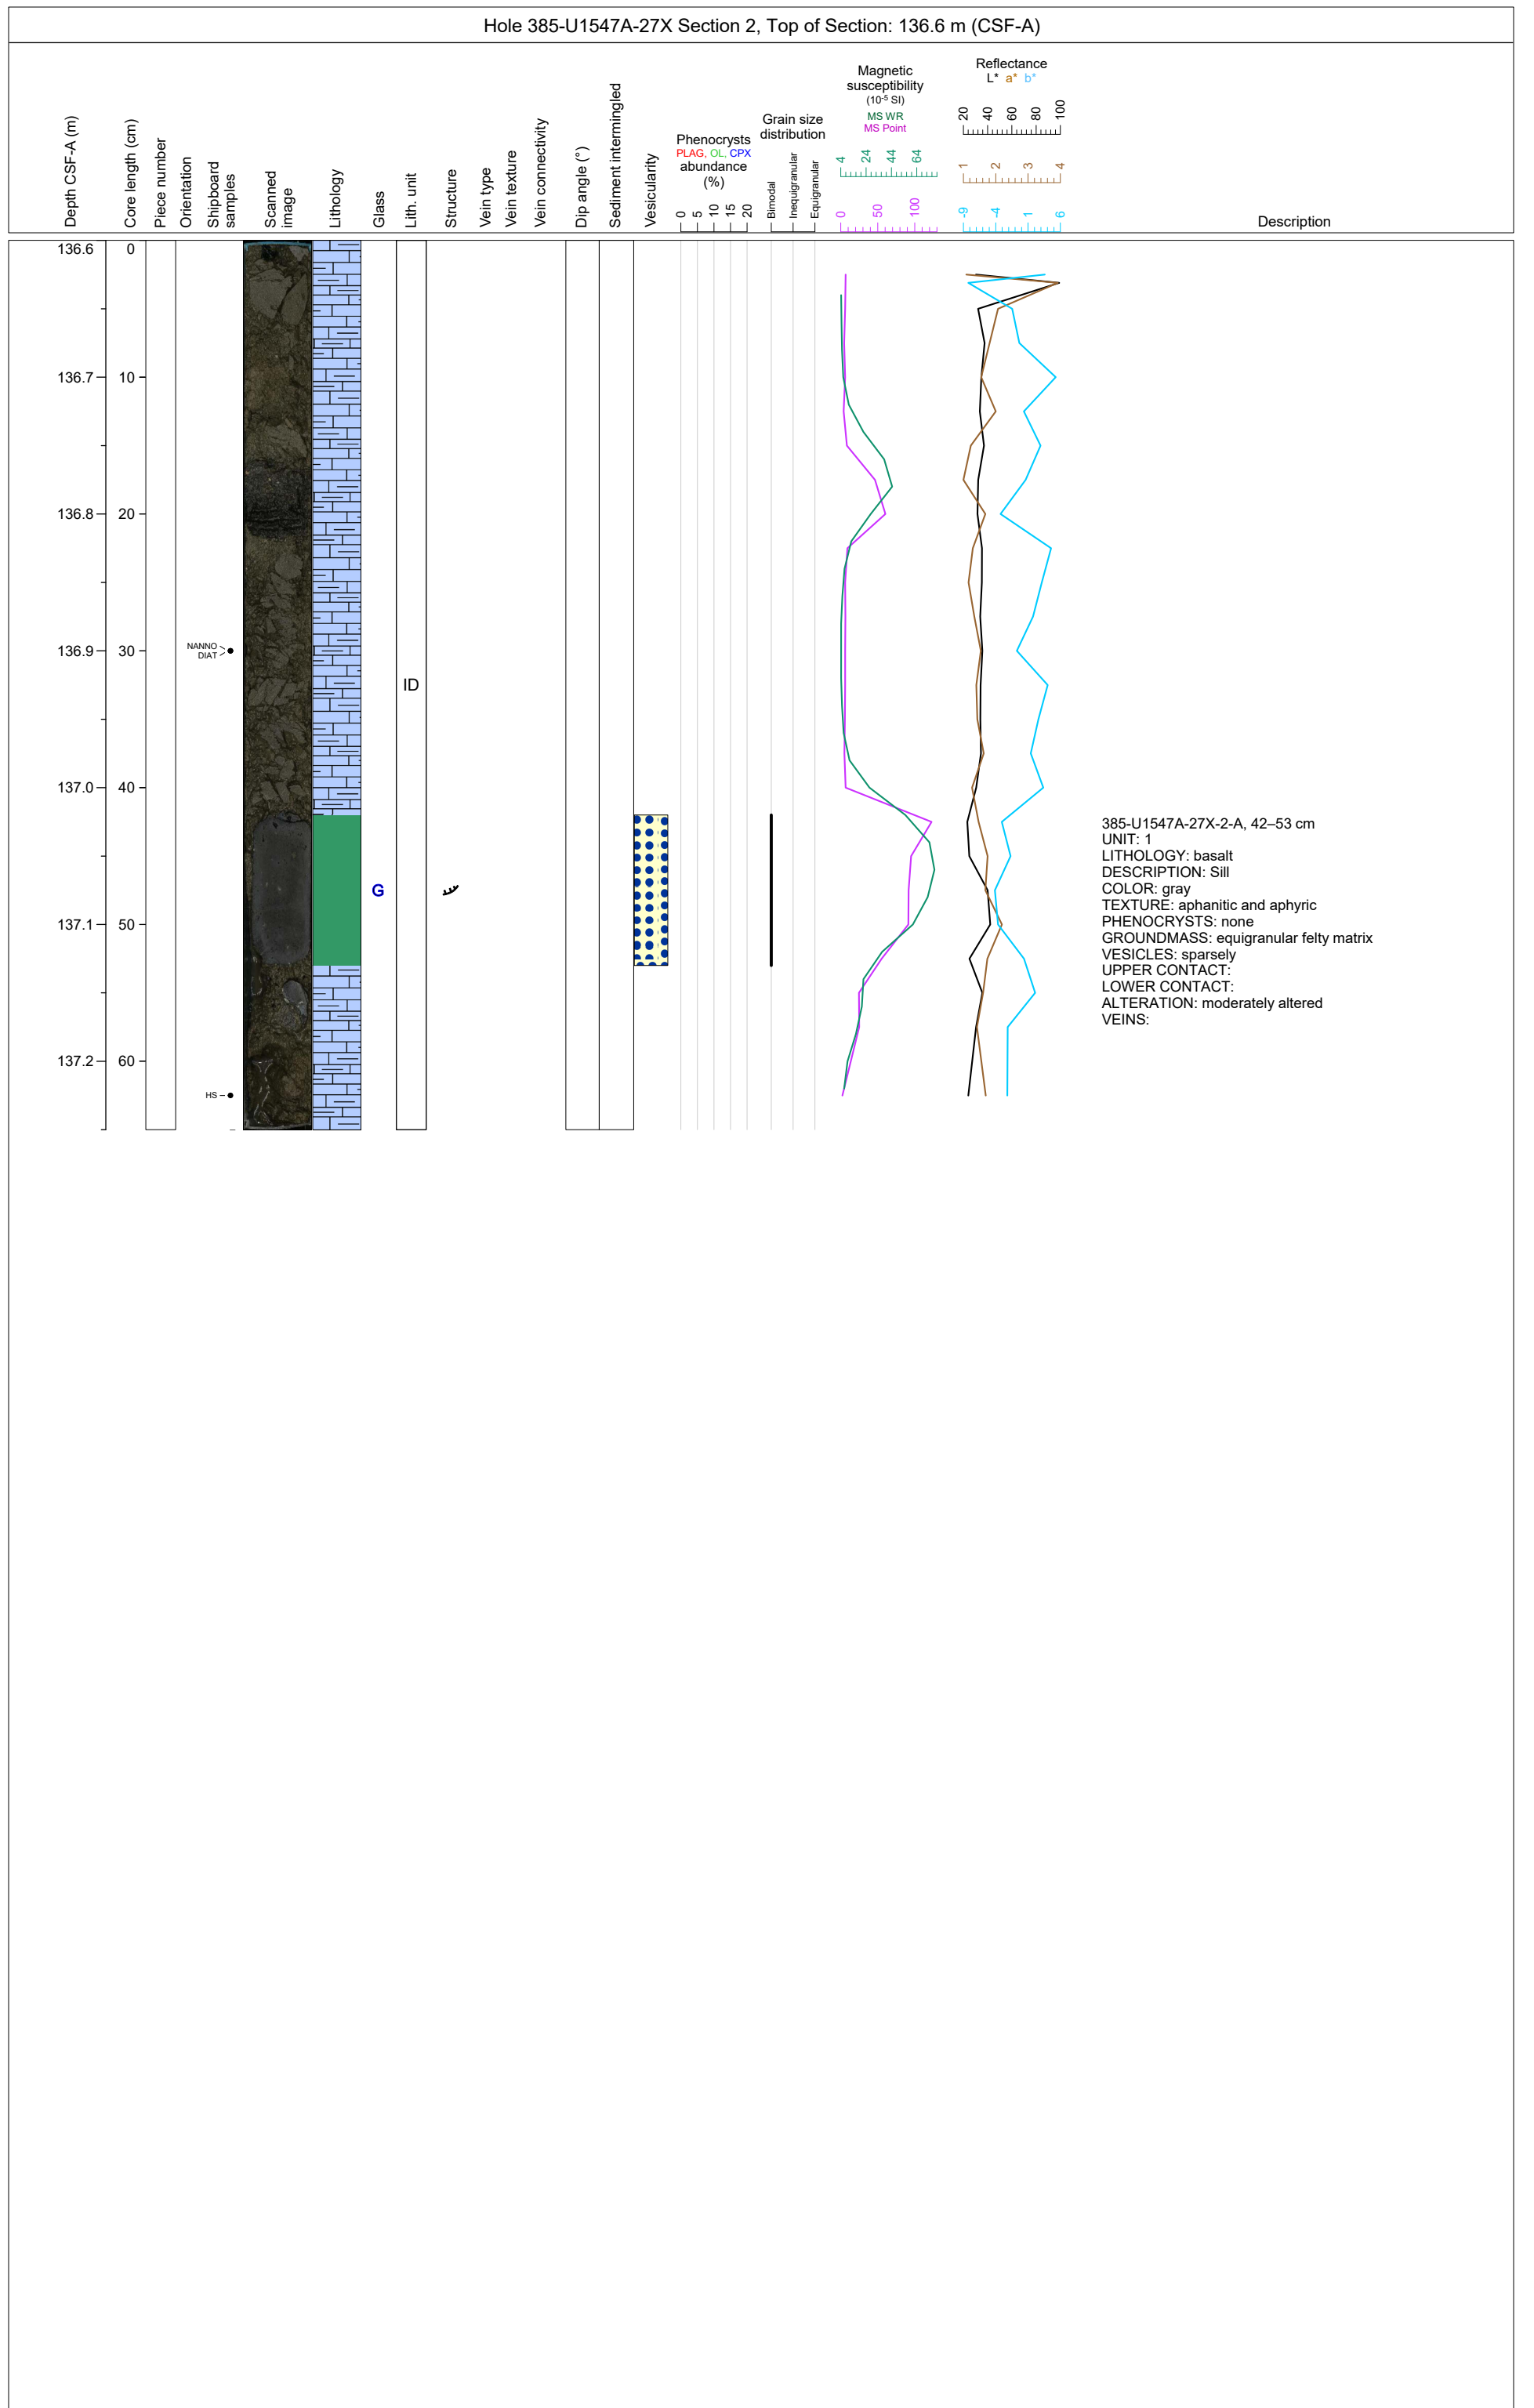 Hole 385-U1547A-27X Section 2, Top of Section: 136.6 m (CSF-A)
Depth CSF-A (m)
Core length (cm)
Piece number
Orientation
Shipboard
samples
Scanned
image
Lithology
Glass
Lith. unit
Structure
Vein type
Vein texture
Vein connectivity
Dip angle (°)
Sediment intermingled
Vesicularity
Phenocrysts
PLAG, OL, CPX
abundance
(%)
0 5 10 15 20
Grain size
distribution
Bimodal
Inequigranular
Equigranular
Magnetic
susceptibility
(10-5 SI)
MS WR
MS Point
4 24 44 64
0 50 100
Reflectance
L* a* b*
20 40 60 80 100
1 2 3 4
-9 -4 1 6
Description
136.6 0
136.7 10
136.8 20
NANNO
DIAT
136.9 30
ID
137.0 40
G
137.1 50
137.2 60
HS
385-U1547A-27X-2-A, 42–53 cm
UNIT: 1
LITHOLOGY: basalt
DESCRIPTION: Sill
COLOR: gray
TEXTURE: aphanitic and aphyric
PHENOCRYSTS: none
GROUNDMASS: equigranular felty matrix
VESICLES: sparsely
UPPER CONTACT:
LOWER CONTACT:
ALTERATION: moderately altered
VEINS: